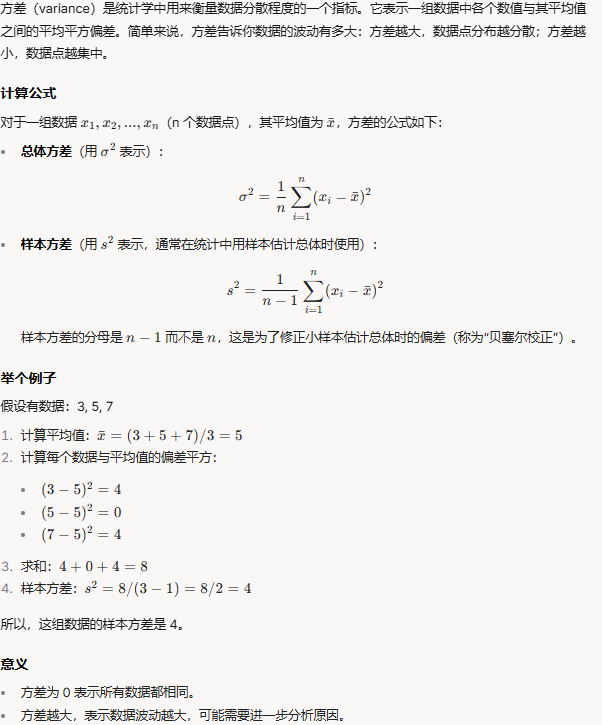 方差（variance）是统计学中用来衡量数据分散程度的一个指标。它表示一组数据中各个数值与其平均值
之间的平均平方偏差。简单来说，方差告诉你数据的波动有多大：方差越大，数据点分布越分散；方差越
小，数据点越集中。
计算公式
对于一组数据 x₁, x₂, ..., xₙ（n 个数据点），其平均值为 x̄，方差的公式如下：
• 总体方差（用 σ² 表示）：
σ² = \frac{1}{n} \sum_{i=1}^{n} (xᵢ − x̄)²
• 样本方差（用 s² 表示，通常在统计中用样本估计总体时使用）：
s² = \frac{1}{n − 1} \sum_{i=1}^{n} (xᵢ − x̄)²
样本方差的分母是 n − 1 而不是 n，这是为了修正小样本估计总体时的偏差（称为“贝塞尔校正”）。
举个例子
假设有数据：3, 5, 7
1. 计算平均值：x̄ = (3 + 5 + 7)/3 = 5
2. 计算每个数据与平均值的偏差平方：
• (3 − 5)² = 4
• (5 − 5)² = 0
• (7 − 5)² = 4
3. 求和：4 + 0 + 4 = 8
4. 样本方差：s² = 8/(3 − 1) = 8/2 = 4
所以，这组数据的样本方差是 4。
意义
• 方差为 0 表示所有数据都相同。
• 方差越大，表示数据波动越大，可能需要进一步分析原因。